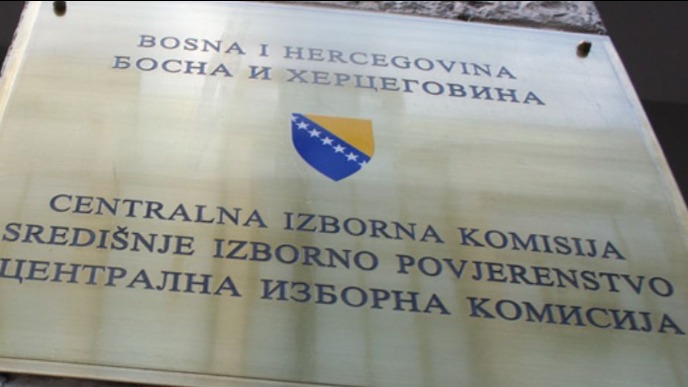 BOSNA I HERCEGOVINA
БОСНА И ХЕРЦЕГОВИНА
CENTRALNA IZBORNA KOMISIJA
SREDIŠNJE IZBORNO POVJERENSTVO
ЦЕНТРАЛНА ИЗБОРНА КОМИСИЈА